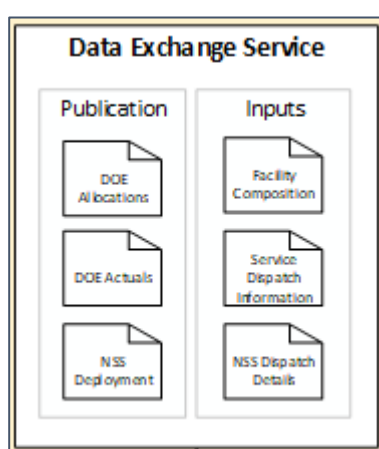 Data Exchange Service
Publication
DOE
Allocations
DOE Actuals
NSS
Deployment
Inputs
Facility
Composition
Service
Dispatch
Information
NSS Dispatch
Details